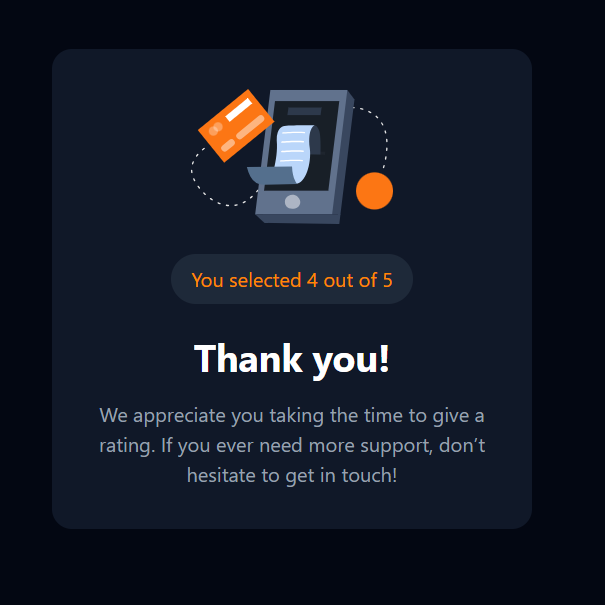 You selected 4 out of 5
Thank you!
We appreciate you taking the time to give a
rating. If you ever need more support, don’t
hesitate to get in touch!